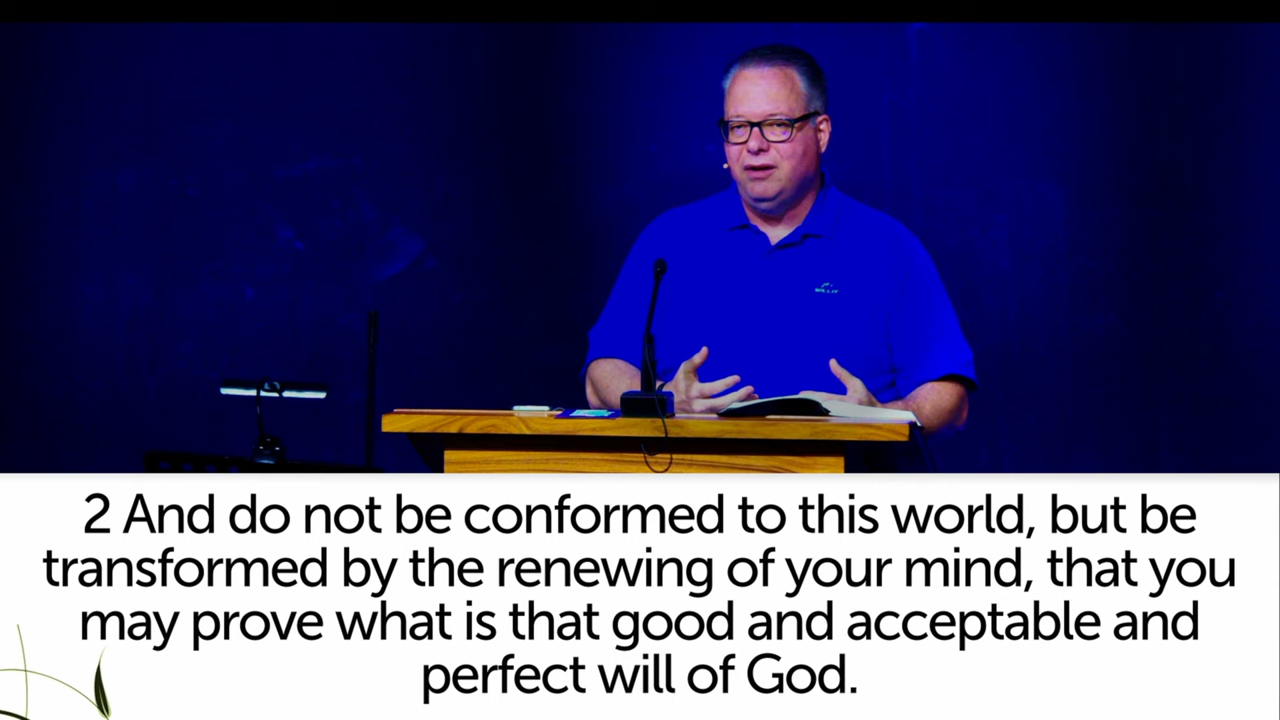 2 And do not be conformed to this world, but be
transformed by the renewing of your mind, that you
may prove what is that good and acceptable and
perfect will of God.